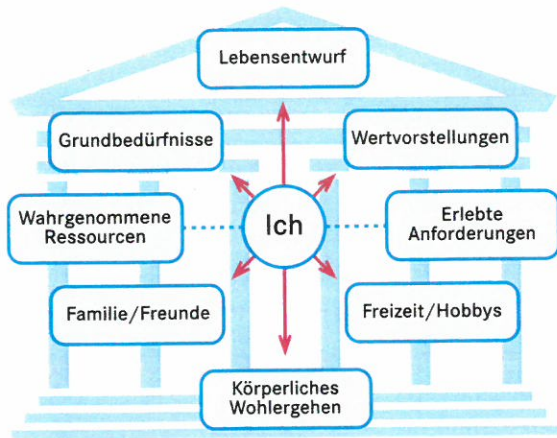 Lebensentwurf
Grundbedürfnisse
Wertvorstellungen
Wahrgenommene
Ressourcen
Ich
Erlebte
Anforderungen
Familie/Freunde
Freizeit/Hobbys
Körperliches
Wohlergehen